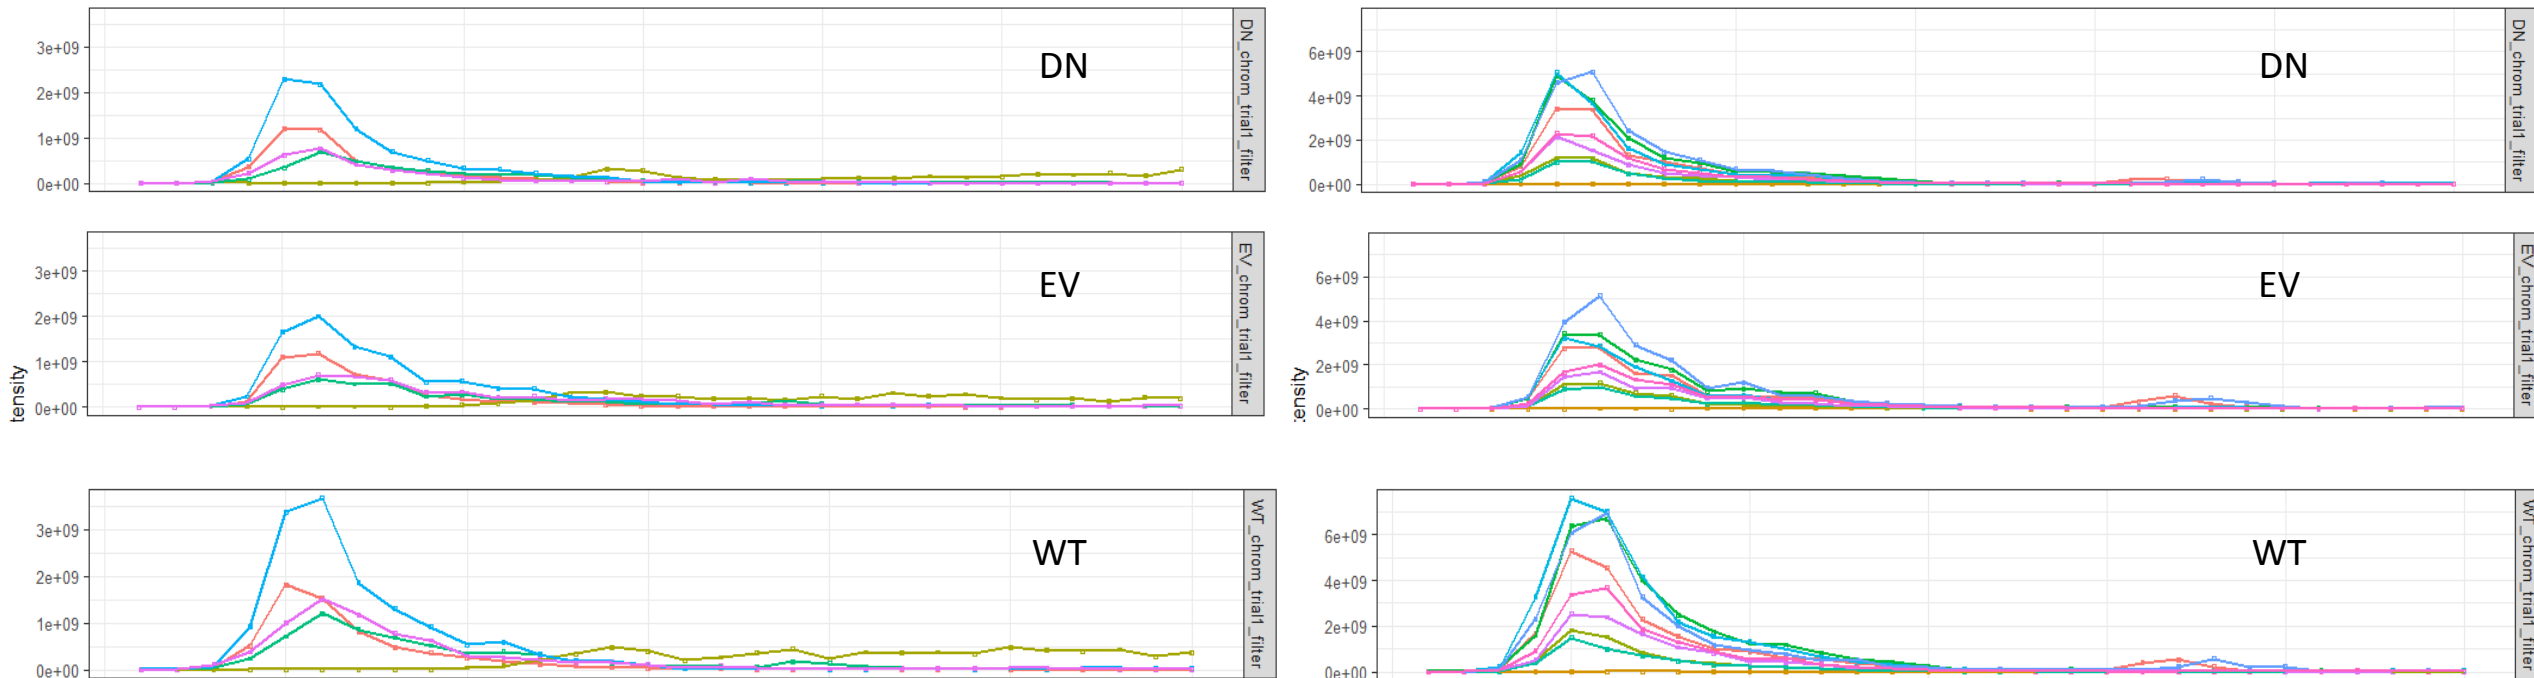 3e+09
2e+09
1e+09
0e+00
DN
DN_chrom_trial1_filter
6e+09
4e+09
2e+09
0e+00
DN
DN_chrom_trial1_filter
3e+09
2e+09
1e+09
0e+00
tensity
EV
EV_chrom_trial1_filter
6e+09
4e+09
2e+09
0e+00
tensity
EV
EV_chrom_trial1_filter
3e+09
2e+09
1e+09
0e+00
WT
WT_chrom_trial1_filter
6e+09
4e+09
2e+09
0e+00
WT
WT_chrom_trial1_filter